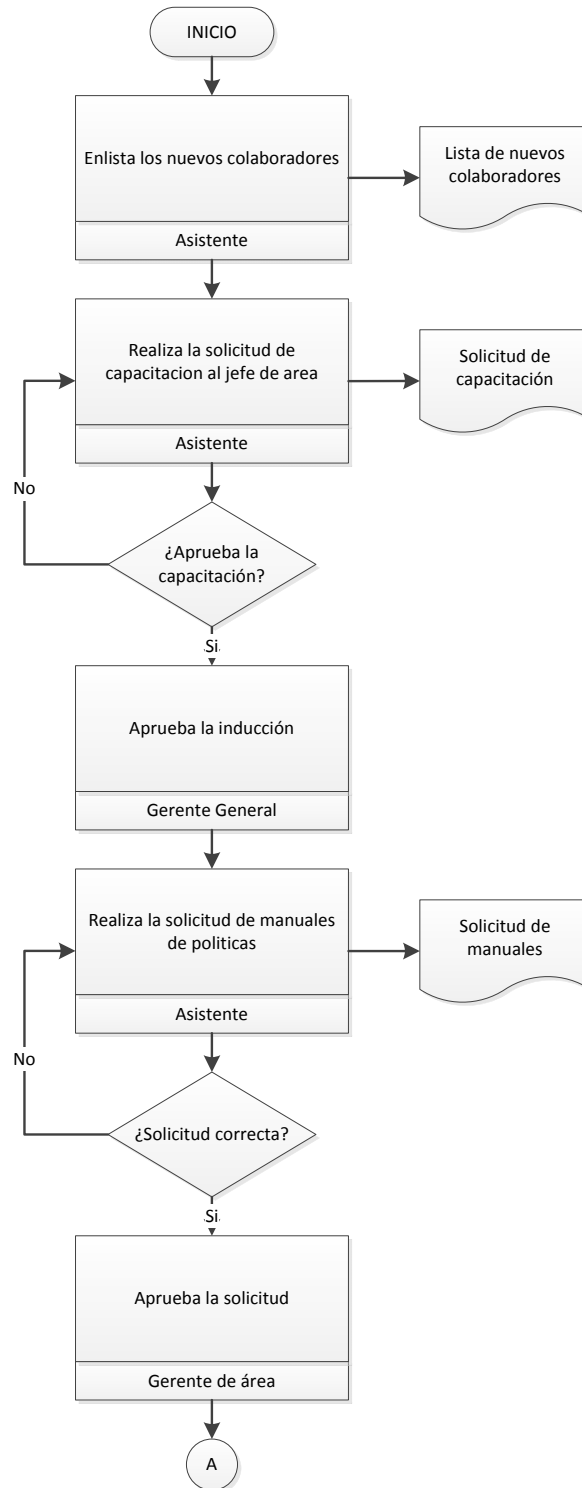 INICIO
Enlista los nuevos colaboradores
Asistente
Lista de nuevos
colaboradores
Realiza la solicitud de
capacitacion al jefe de area
Asistente
Solicitud de
capacitación
No
¿Aprueba la
capacitación?
Si
Aprueba la inducción
Gerente General
Realiza la solicitud de manuales
de politicas
Asistente
Solicitud de
manuales
No
¿Solicitud correcta?
Si
Aprueba la solicitud
Gerente de área
A